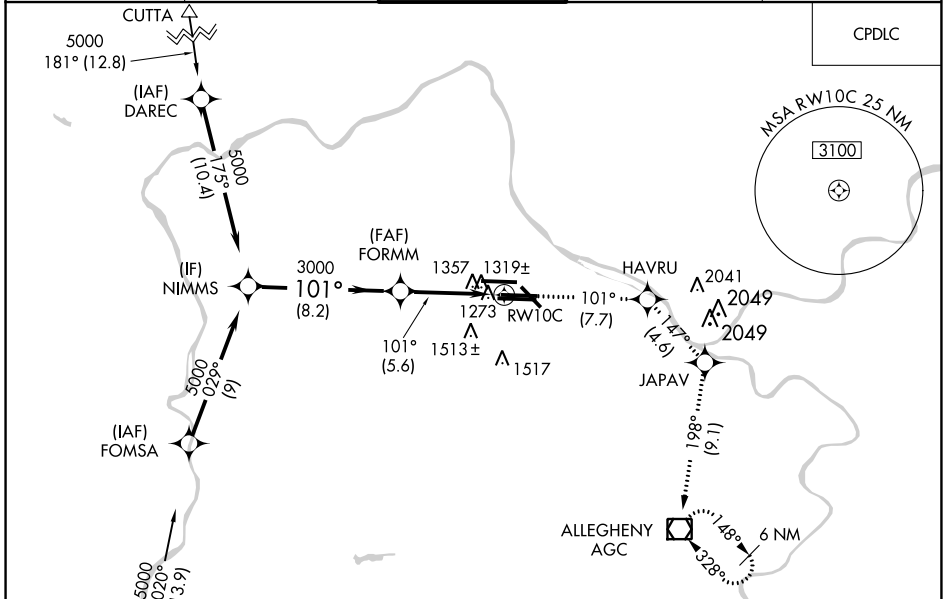 CUTTA
5000
181° (12.8)
(IAF)
DAREC
5000
175°
(10.4)
CPDLC
MSA RW10C 25 NM
3100
(IF)
NIMMS
3000
101°
(8.2)
(FAF)
FORMM
101°
(5.6)
1357
1319±
1273
RW10C
1513±
1517
101°
(7.7)
HAVRU
2041
2049
2049
147°
(4.6)
JAPAV
5000
029°
(9)
(IAF)
FOMSA
198°
(9.1)
ALLEGHENY
AGC
148°
328°
6 NM
5000
020°